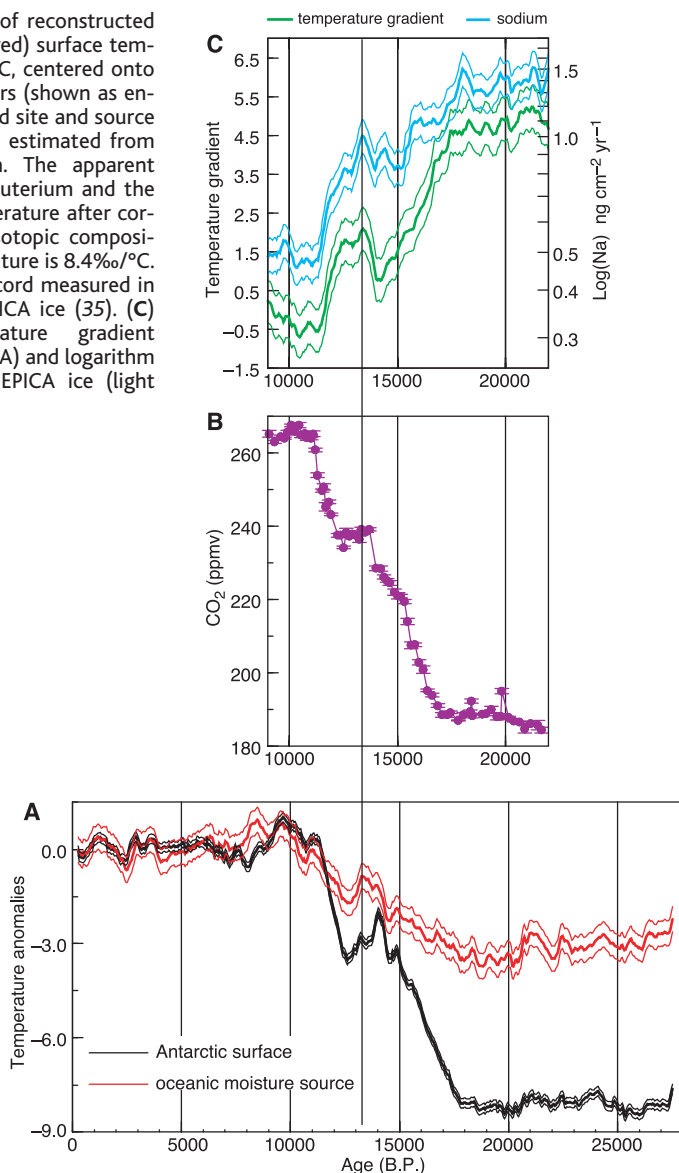 of reconstructed
red) surface tem-
C, centered onto
rs (shown as en-
d site and source
estimated from
a. The apparent
uterium and the
erature after cor-
sotopic composi-
ature is 8.4‰/°C.
cord measured in
PICA ice (35). (C)
ature gradient
A) and logarithm
EPICA ice (light
temperature gradient sodium
C
6.5
5.5
4.5
3.5
2.5
1.5
0.5
−0.5
−1.5
Temperature gradient
1.5
1.0
0.5
0.4
0.3
Log(Na) ng cm−2 yr−1
10000 15000 20000
B
260
240
220
200
190
180
CO2 (ppmv)
10000 15000 20000
A
0.0
−3.0
−6.0
−9.0
Temperature anomalies
Antarctic surface
oceanic moisture source
0 5000 10000 15000 20000 25000
Age (B.P.)